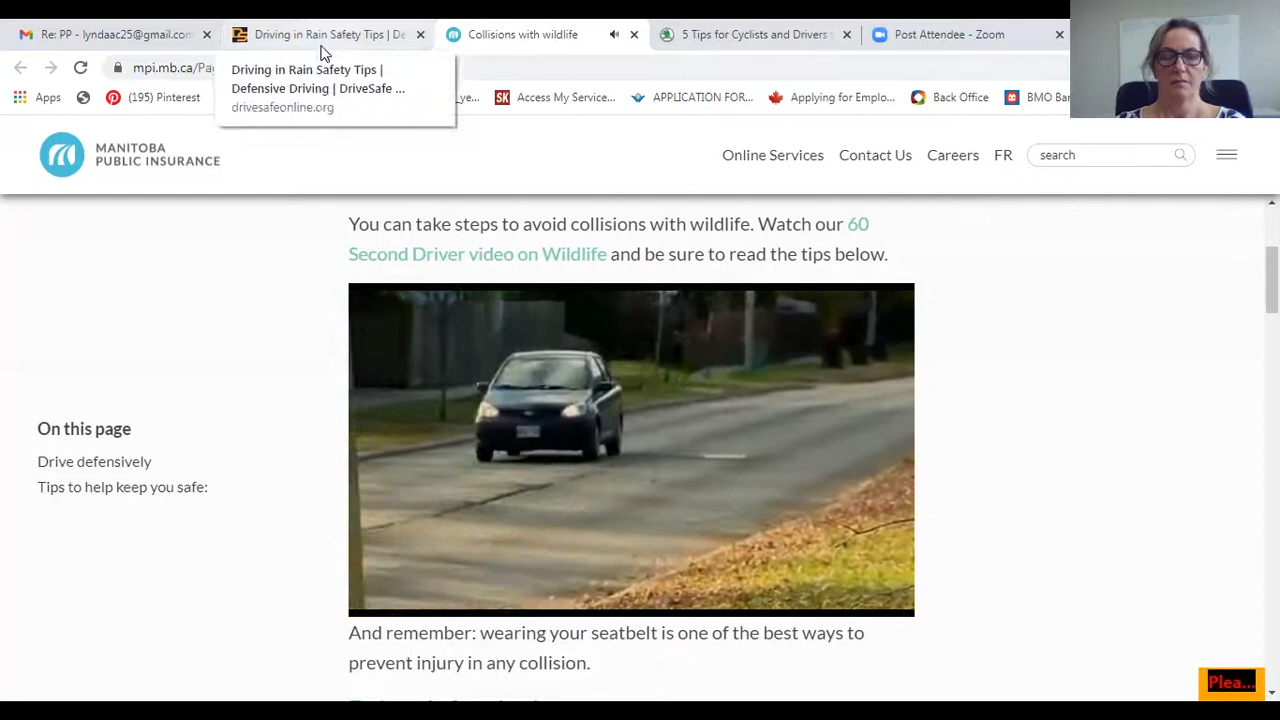 Re: PP - lyndaac25@gmail.com
Driving in Rain Safety Tips | De
Collisions with wildlife
5 Tips for Cyclists and Drivers
Post Attendee - Zoom
mpi.mb.ca/Pa
Driving in Rain Safety Tips |
Defensive Driving | DriveSafe ...
drivesafeonline.org
Apps
(195) Pinterest
Access My Service...
APPLICATION FOR...
Applying for Emplo...
Back Office
BMO Ban
MANITOBA
PUBLIC INSURANCE
Online Services
Contact Us
Careers
FR
search
You can take steps to avoid collisions with wildlife. Watch our 60
Second Driver video on Wildlife and be sure to read the tips below.
On this page
Drive defensively
Tips to help keep you safe:
And remember: wearing your seatbelt is one of the best ways to
prevent injury in any collision.
Plea...